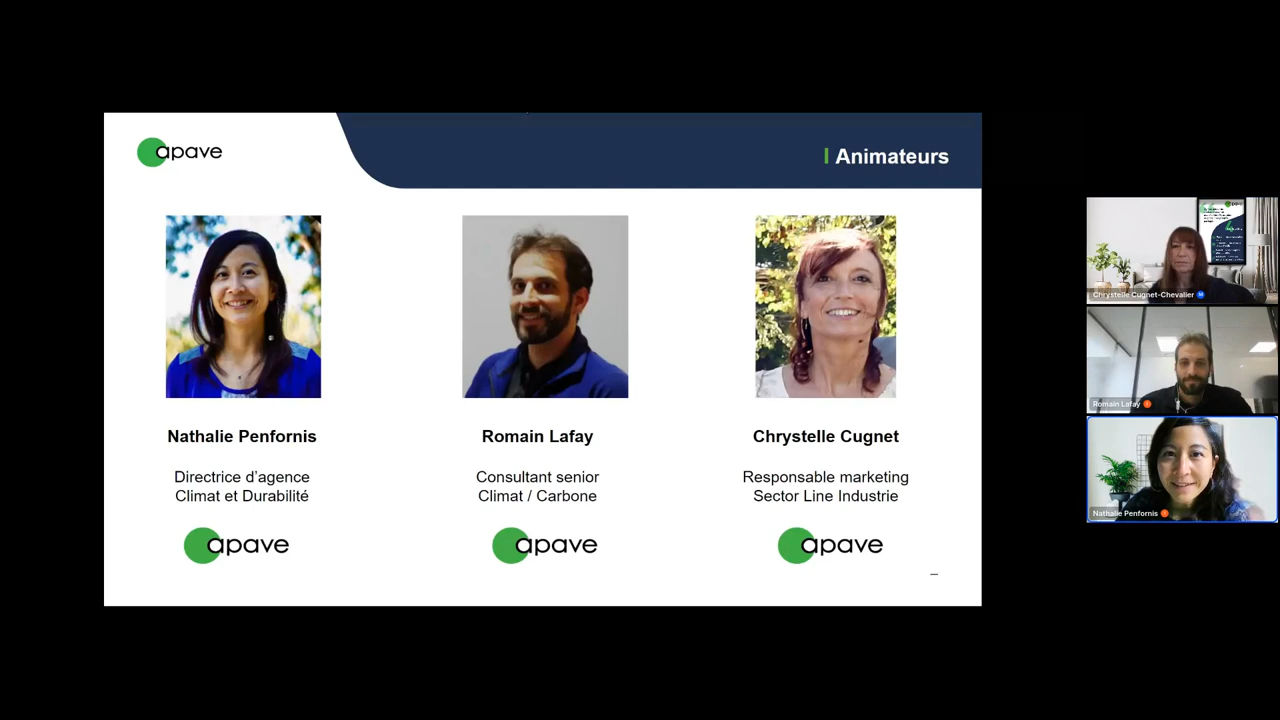 apave
Animateurs
Nathalie Penfornis
Directrice d'agence
Climat et Durabilité
apave
Romain Lafay
Consultant senior
Climat / Carbone
apave
Chrystelle Cugnet
Responsable marketing
Sector Line Industrie
apave
Chrystelle Cugnet-Chevalier
Romain Lafay
Nathalie Penfornis